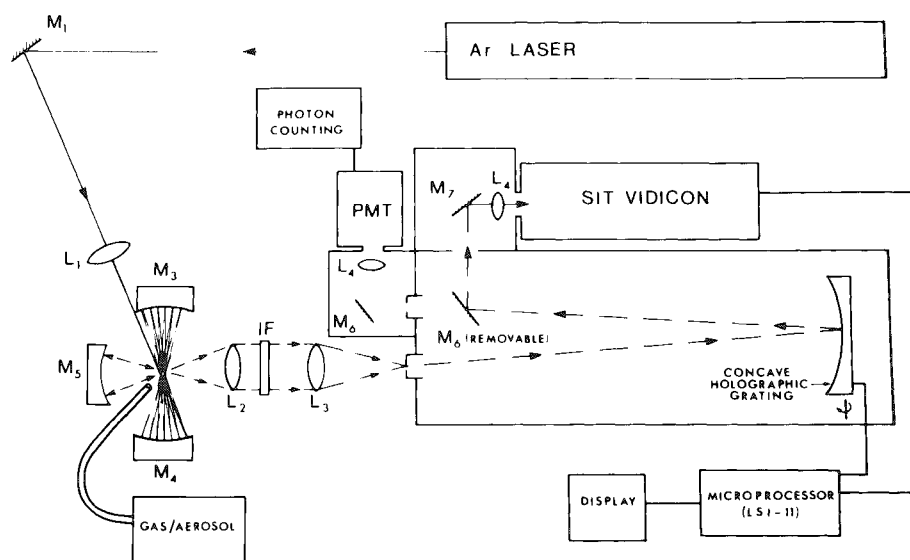 M₁
Ar LASER
PHOTON
COUNTING
PMT
M₇
L₄
SIT VIDICON
L₁
M₃
L₄
M₆
IF
M₆ (REMOVABLE)
M₅
L₂
L₃
CONCAVE
HOLOGRAPHIC
GRATING
ψ
M₄
GAS/AEROSOL
DISPLAY
MICROPROCESSOR
(LSI-11)